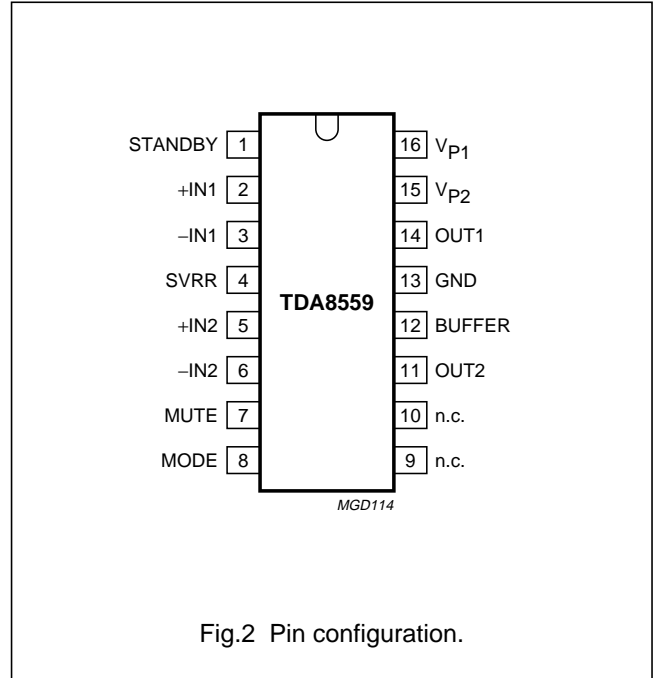 STANDBY 1 16 VP1
+IN1 2 15 VP2
−IN1 3 14 OUT1
SVRR 4 13 GND
TDA8559
+IN2 5 12 BUFFER
−IN2 6 11 OUT2
MUTE 7 10 n.c.
MODE 8 9 n.c.
MGD114
Fig.2 Pin configuration.